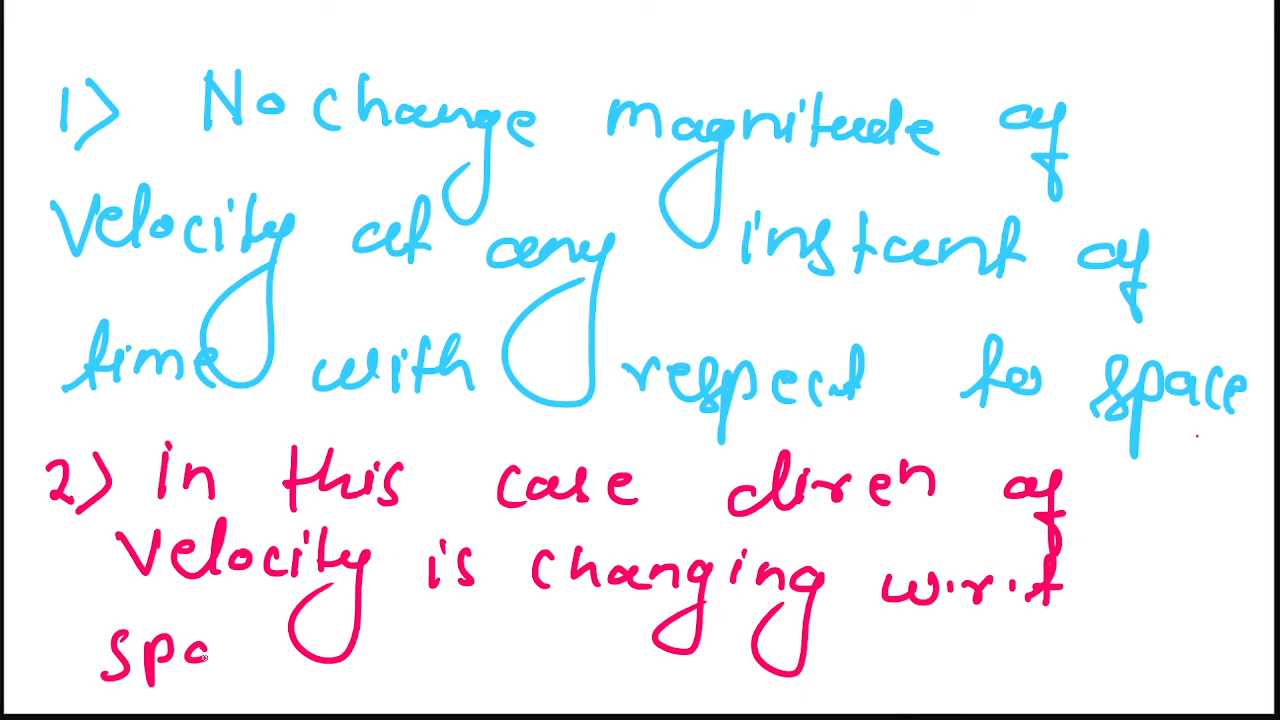 1) No change magnitude of
Velocity at any instant of
time with respect to space
2) in this case diren of
Velocity is changing w.r.t
spa